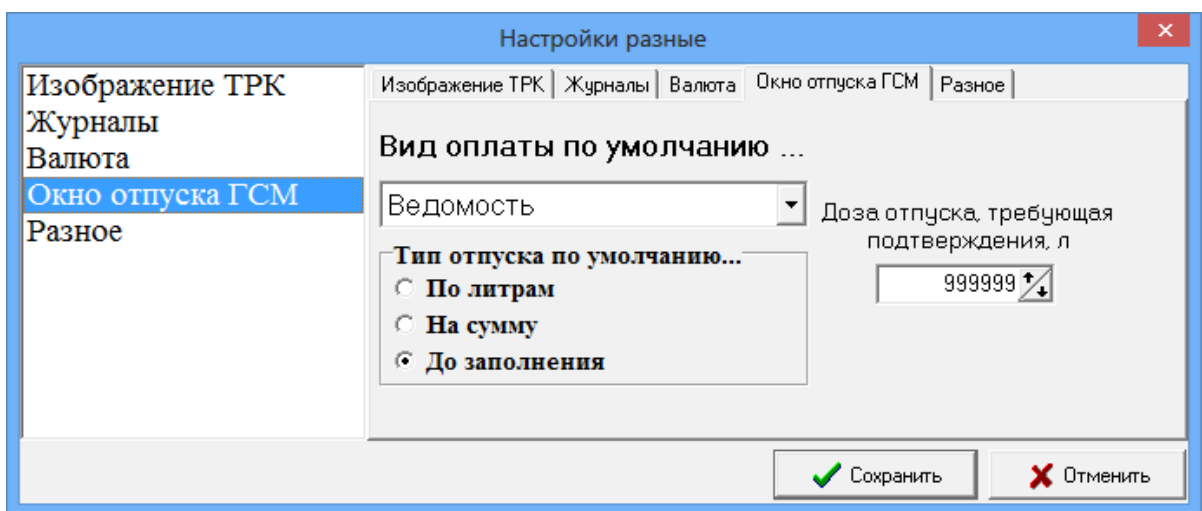 Настройки разные
Изображение ТРК
Журналы
Валюта
Окно отпуска ГСМ
Разное
Изображение ТРК Журналы Валюта Окно отпуска ГСМ Разное
Вид оплаты по умолчанию ...
Ведомость
Тип отпуска по умолчанию...
По литрам
На сумму
До заполнения
Доза отпуска, требующая
подтверждения, л
999999
Сохранить Отменить